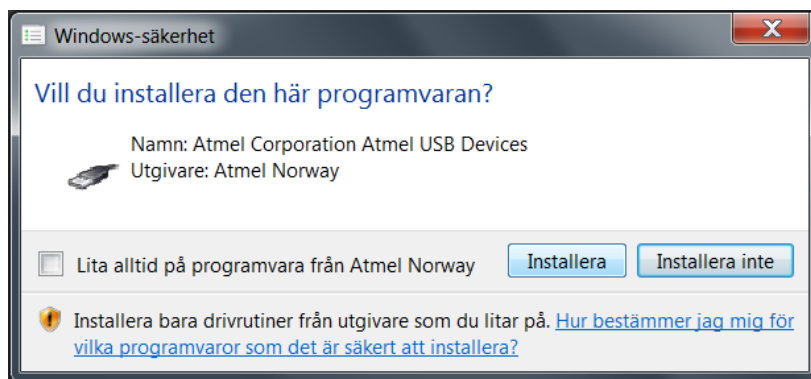 Windows-säkerhet
Vill du installera den här programvaran?
Namn: Atmel Corporation Atmel USB Devices
Utgivare: Atmel Norway
Lita alltid på programvara från Atmel Norway
Installera
Installera inte
Installera bara drivrutiner från utgivare som du litar på. Hur bestämmer jag mig för
vilka programvaror som det är säkert att installera?